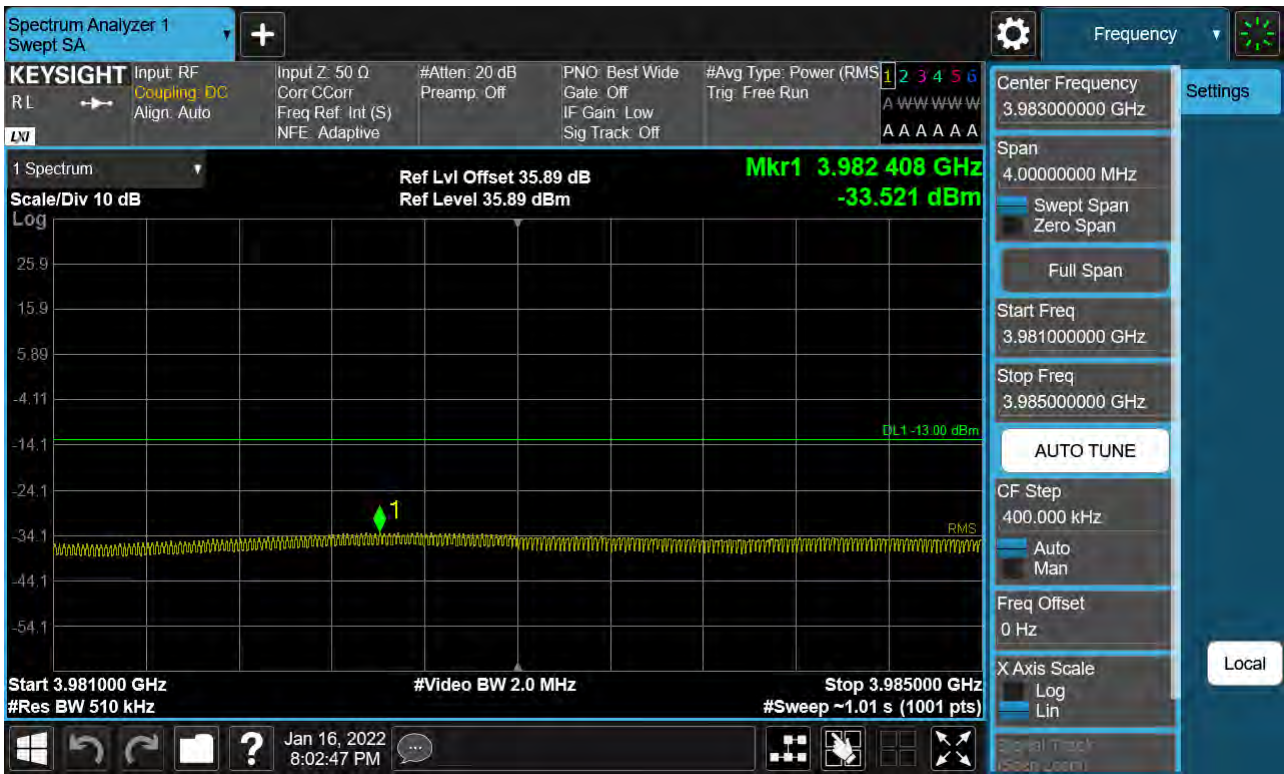 Spectrum Analyzer 1
Swept SA
Frequency
KEYSIGHT
RL
LXI
Input: RF
Coupling: DC
Align: Auto
Input Z: 50 Ω
Corr CCorr
Freq Ref: Int (S)
NFE: Adaptive
#Atten: 20 dB
Preamp: Off
PNO: Best Wide
Gate: Off
IF Gain: Low
Sig Track: Off
#Avg Type: Power (RMS
Trig: Free Run
1 2 3 4 5 6
A W W W W W
A A A A A A
1 Spectrum
Scale/Div 10 dB
Log
Ref Lvl Offset 35.89 dB
Ref Level 35.89 dBm
Mkr1 3.982 408 GHz
-33.521 dBm
25.9
15.9
5.89
-4.11
DL1 -13.00 dBm
-14.1
-24.1
1
-34.1
RMS
-44.1
-54.1
Start 3.981000 GHz
#Res BW 510 kHz
#Video BW 2.0 MHz
Stop 3.985000 GHz
#Sweep ~1.01 s (1001 pts)
Center Frequency
3.983000000 GHz
Settings
Span
4.00000000 MHz
Swept Span
Zero Span
Full Span
Start Freq
3.981000000 GHz
Stop Freq
3.985000000 GHz
AUTO TUNE
CF Step
400.000 kHz
Auto
Man
Freq Offset
0 Hz
X Axis Scale
Log
Lin
Local
Signal Track
(Span Zoom)
?
Jan 16, 2022
8:02:47 PM